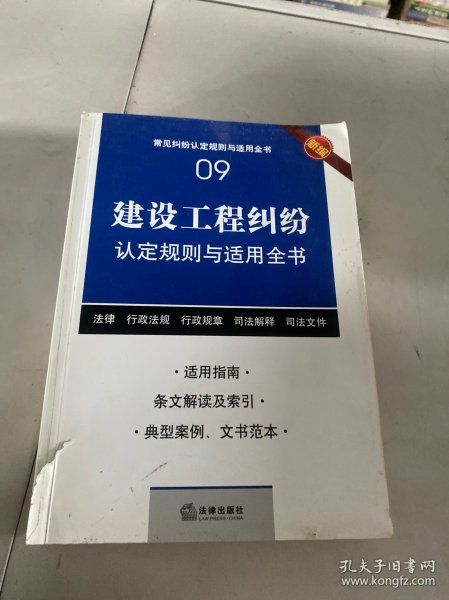 常见纠纷认定规则与适用全书
新编
09
建设工程纠纷
认定规则与适用全书
法律 行政法规 行政规章 司法解释 司法文件
·适用指南·
条文解读及索引·
·典型案例、文书范本·
法律出版社
LAW PRESS·CHINA
孔夫子旧书网
www.kongfz.com